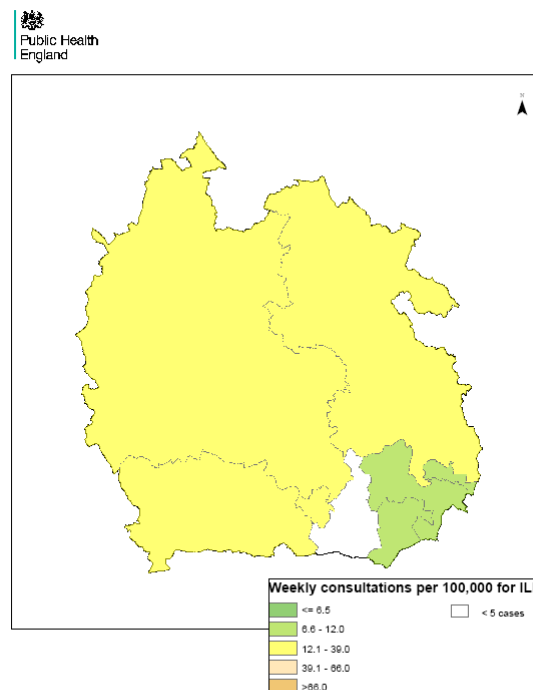 Public Health
England
N
Weekly consultations per 100,000 for IL
<= 6.5
< 5 cases
6.6 - 12.0
12.1 - 39.0
39.1 - 66.0
>66.0